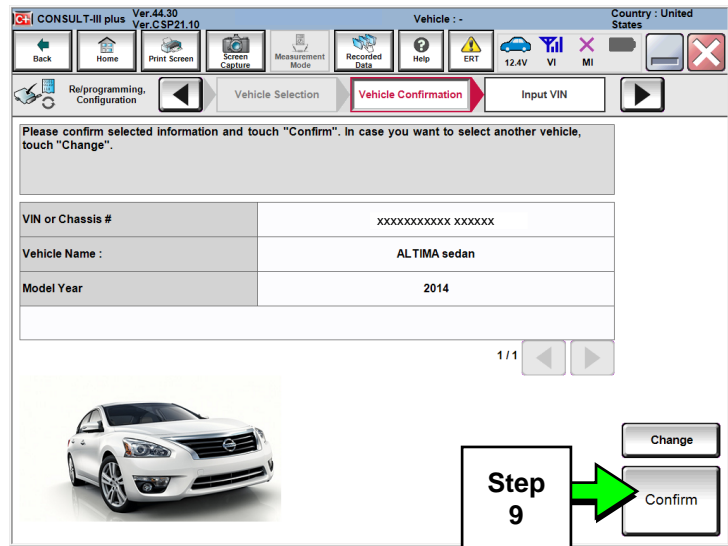 C+ CONSULT-III plus Ver.44.30
Ver.CSP21.10
Vehicle : -
Country : United
States
Back
Home
Print Screen
Screen
Capture
Measurement
Mode
Recorded
Data
Help
ERT
12.4V
VI
MI
Re/programming,
Configuration
Vehicle Selection
Vehicle Confirmation
Input VIN
Please confirm selected information and to touch "Confirm". In case you want to select another vehicle,
touch "Change".
VIN or Chassis #
xxxxxxxxxxx xxxxxx
Vehicle Name :
ALTIMA sedan
Model Year
2014
1/1
Change
Step
9
Confirm